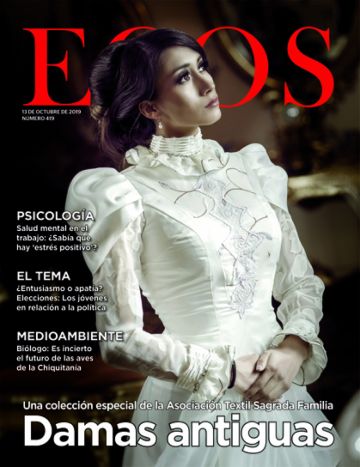 ECOS
13 DE OCTUBRE DE 2019
NÚMERO 419
PSICOLOGÍA
Salud mental en el
trabajo: ¿Sabía que
hay ‘estrés positivo’?
EL TEMA
¿Entusiasmo o apatía?
Elecciones: Los jóvenes
en relación a la política
MEDIOAMBIENTE
Biólogo: Es incierto
el futuro de las aves
de la Chiquitanía
Una colección especial de la Asociación Textil Sagrada Familia
Damas antiguas